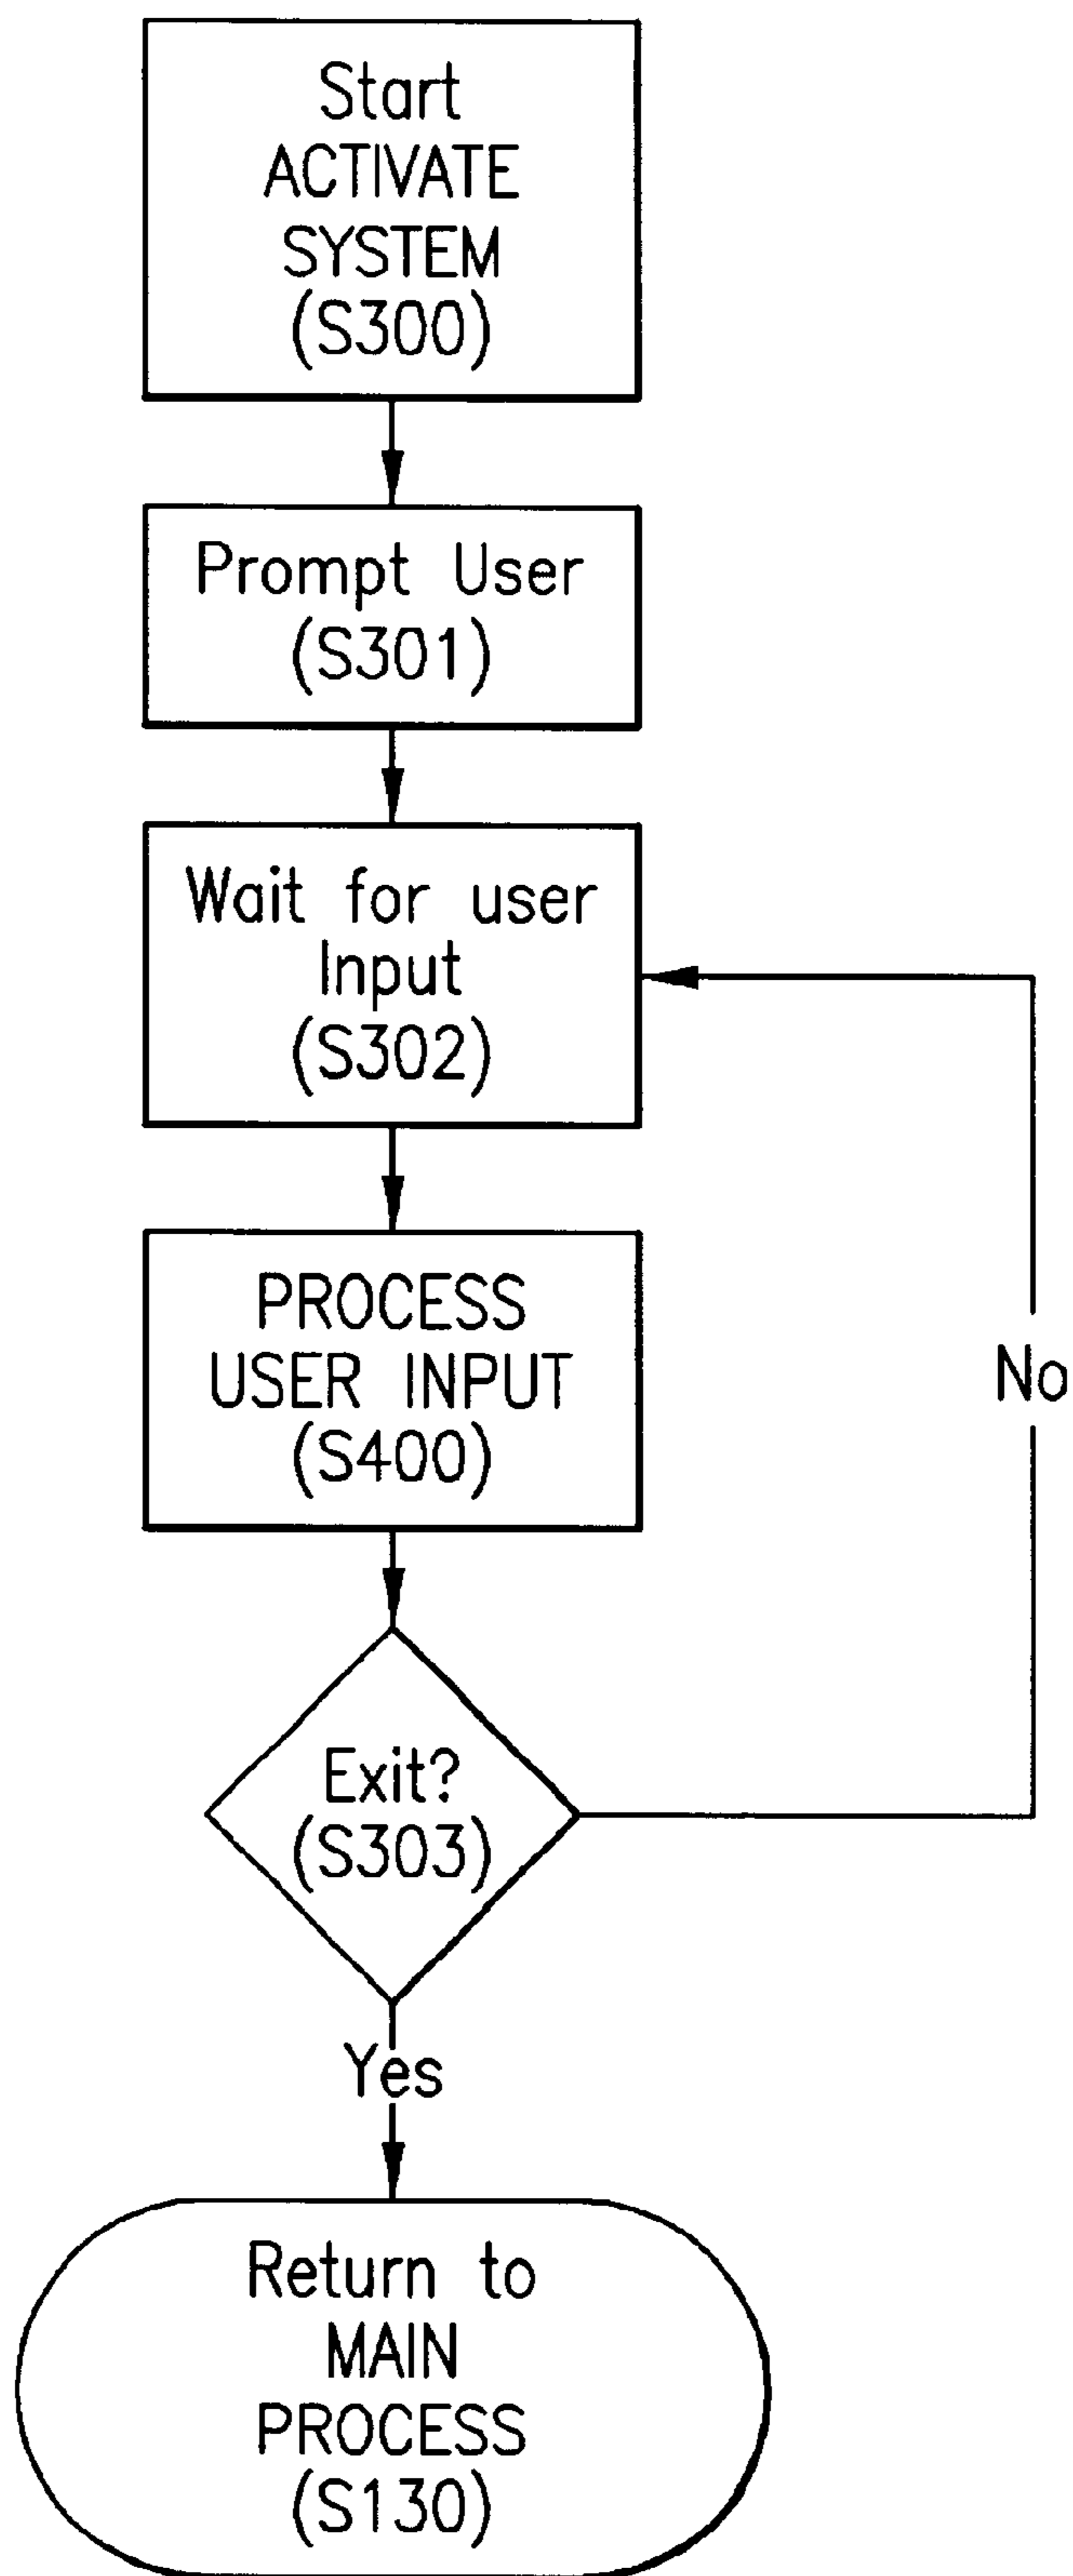 Start
ACTIVATE
SYSTEM
(S300)
Prompt User
(S301)
Wait for user
Input
(S302)
PROCESS
USER INPUT
(S400)
No
Exit?
(S303)
Yes
Return to
MAIN
PROCESS
(S130)